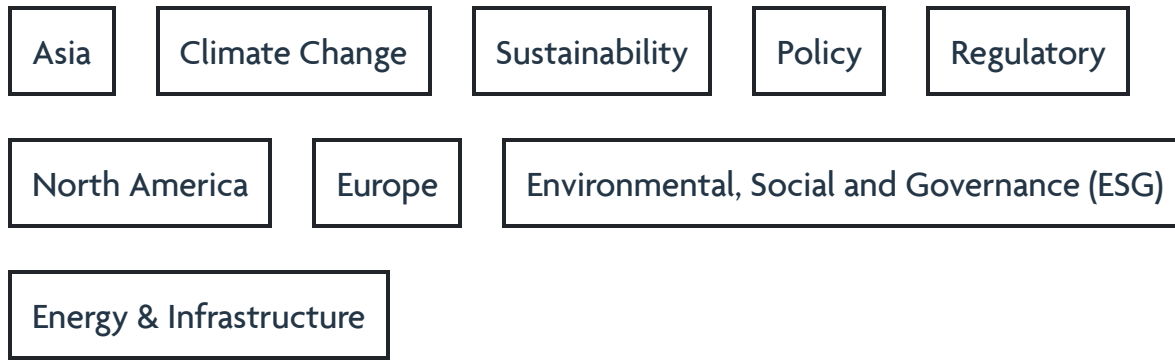 Asia Climate Change Sustainability Policy Regulatory
North America Europe Environmental, Social and Governance (ESG)
Energy & Infrastructure